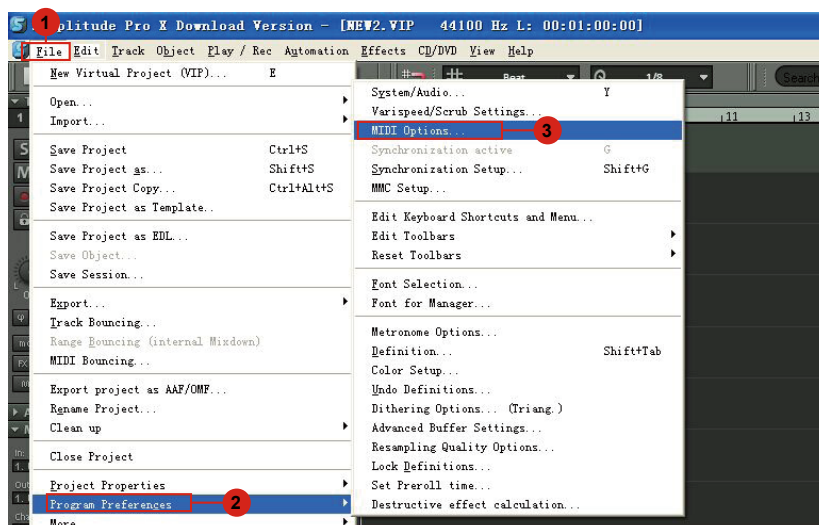 1 plitude Pro X Download Version - [NEW2.VIP 44100 Hz L: 00:01:00:00]
File Edit Track Object Play / Rec Automation Effects CD/DVD View Help
New Virtual Project (VIP)... E
Open...
Import...
Save Project Ctrl+S
Save Project as... Shift+S
Save Project Copy... Ctrl+Alt+S
Save Project as Template..
Save Project as EDL...
Save Object...
Save Session...
Export...
Track Bouncing...
Range Bouncing (internal Mixdown)
MIDI Bouncing...
Export project as AAF/OMF...
Rename Project...
Clean up
Close Project
Project Properties
Program Preferences 2
More
Beat 1/8 Search
System/Audio... Y
Varispeed/Scrub Settings...
MIDI Options... 3
Synchronization active G
Synchronization Setup... Shift+G
MMC Setup...
Edit Keyboard Shortcuts and Menu...
Edit Toolbars
Reset Toolbars
Font Selection...
Font for Manager...
Metronome Options...
Definition... Shift+Tab
Color Setup...
Undo Definitions...
Dithering Options... (Triang.)
Advanced Buffer Settings...
Resampling Quality Options...
Lock Definitions...
Set Preroll time...
Destructive effect calculation...
11 13
1
S
M
FX
In:
Out
Cha